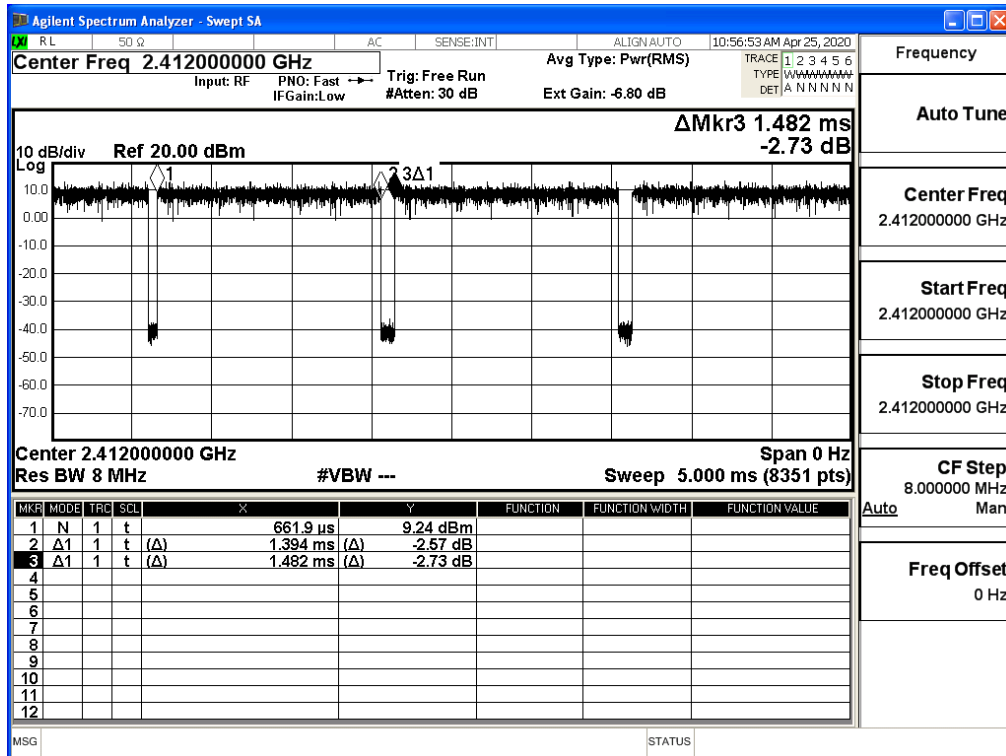 Agilent Spectrum Analyzer - Swept SA
LXI RL 50 Ω AC SENSE:INT ALIGN AUTO 10:56:53 AM Apr 25, 2020
Center Freq 2.412000000 GHz
Input: RF PNO: Fast Trig: Free Run
IFGain:Low #Atten: 30 dB
Avg Type: Pwr(RMS)
Ext Gain: -6.80 dB
TRACE 1 2 3 4 5 6
TYPE
DET A N N N N N
ΔMkr3 1.482 ms
-2.73 dB
10 dB/div Ref 20.00 dBm
Log
1
2 3Δ1
10.0
0.00
-10.0
-20.0
-30.0
-40.0
-50.0
-60.0
-70.0
Center 2.412000000 GHz Span 0 Hz
Res BW 8 MHz #VBW --- Sweep 5.000 ms (8351 pts)
MKR MODE TRC SCL X Y FUNCTION FUNCTION WIDTH FUNCTION VALUE
1 N 1 t 661.9 µs 9.24 dBm
2 Δ1 1 t (Δ) 1.394 ms (Δ) -2.57 dB
3 Δ1 1 t (Δ) 1.482 ms (Δ) -2.73 dB
4
5
6
7
8
9
10
11
12
MSG STATUS
Frequency
Auto Tune
Center Freq
2.412000000 GHz
Start Freq
2.412000000 GHz
Stop Freq
2.412000000 GHz
CF Step
8.000000 MHz
Auto Man
Freq Offset
0 Hz